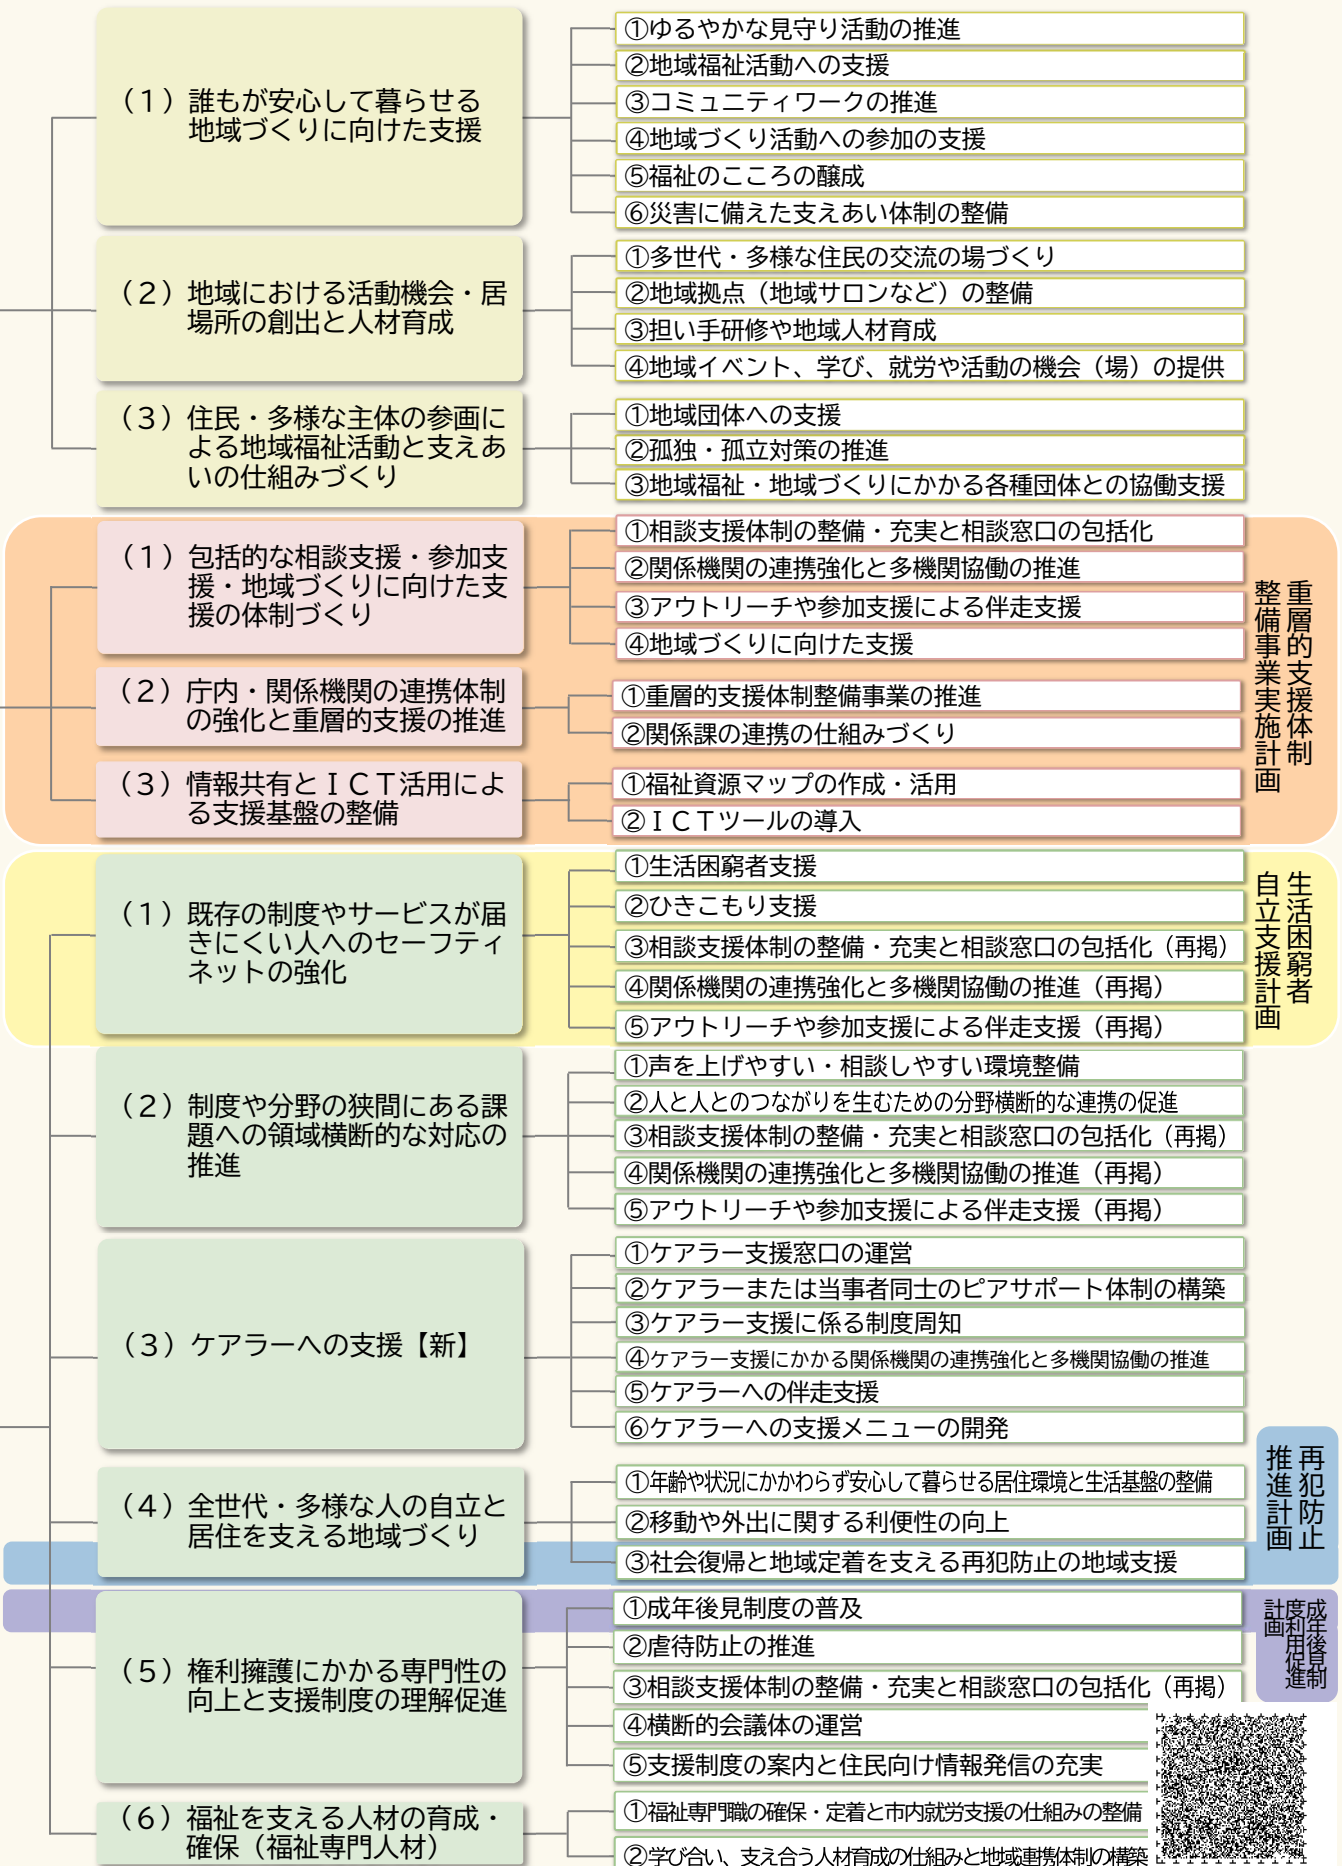 （１）誰もが安心して暮らせる
地域づくりに向けた支援
①ゆるやかな見守り活動の推進
②地域福祉活動への支援
③コミュニティワークの推進
④地域づくり活動への参加の支援
⑤福祉のこころの醸成
⑥災害に備えた支えあい体制の整備
（２）地域における活動機会・居
場所の創出と人材育成
①多世代・多様な住民の交流の場づくり
②地域拠点（地域サロンなど）の整備
③担い手研修や地域人材育成
④地域イベント、学び、就労や活動の機会（場）の提供
（３）住民・多様な主体の参画に
よる地域福祉活動と支えあ
いの仕組みづくり
①地域団体への支援
②孤独・孤立対策の推進
③地域福祉・地域づくりにかかる各種団体との協働支援
（１）包括的な相談支援・参加支
援・地域づくりに向けた支
援の体制づくり
①相談支援体制の整備・充実と相談窓口の包括化
②関係機関の連携強化と多機関協働の推進
③アウトリーチや参加支援による伴走支援
④地域づくりに向けた支援
（２）庁内・関係機関の連携体制
の強化と重層的支援の推進
①重層的支援体制整備事業の推進
②関係課の連携の仕組みづくり
（３）情報共有とＩＣＴ活用によ
る支援基盤の整備
①福祉資源マップの作成・活用
②ＩＣＴツールの導入
重層的支援体制
整備事業実施計画
（１）既存の制度やサービスが届
きにくい人へのセーフティ
ネットの強化
①生活困窮者支援
②ひきこもり支援
③相談支援体制の整備・充実と相談窓口の包括化（再掲）
④関係機関の連携強化と多機関協働の推進（再掲）
⑤アウトリーチや参加支援による伴走支援（再掲）
生活困窮者
自立支援計画
（２）制度や分野の狭間にある課
題への領域横断的な対応の
推進
①声を上げやすい・相談しやすい環境整備
②人と人とのつながりを生むための分野横断的な連携の促進
③相談支援体制の整備・充実と相談窓口の包括化（再掲）
④関係機関の連携強化と多機関協働の推進（再掲）
⑤アウトリーチや参加支援による伴走支援（再掲）
（３）ケアラーへの支援【新】
①ケアラー支援窓口の運営
②ケアラーまたは当事者同士のピアサポート体制の構築
③ケアラー支援に係る制度周知
④ケアラー支援にかかる関係機関の連携強化と多機関協働の推進
⑤ケアラーへの伴走支援
⑥ケアラーへの支援メニューの開発
（４）全世代・多様な人の自立と
居住を支える地域づくり
①年齢や状況にかかわらず安心して暮らせる居住環境と生活基盤の整備
②移動や外出に関する利便性の向上
③社会復帰と地域定着を支える再犯防止の地域支援
再犯防止
推進計画
（５）権利擁護にかかる専門性の
向上と支援制度の理解促進
①成年後見制度の普及
②虐待防止の推進
③相談支援体制の整備・充実と相談窓口の包括化（再掲）
④横断的会議体の運営
⑤支援制度の案内と住民向け情報発信の充実
成年後見制
度利用促進
計画
（６）福祉を支える人材の育成・
確保（福祉専門人材）
①福祉専門職の確保・定着と市内就労支援の仕組みの整備
②学び合い、支え合う人材育成の仕組みと地域連携体制の構築